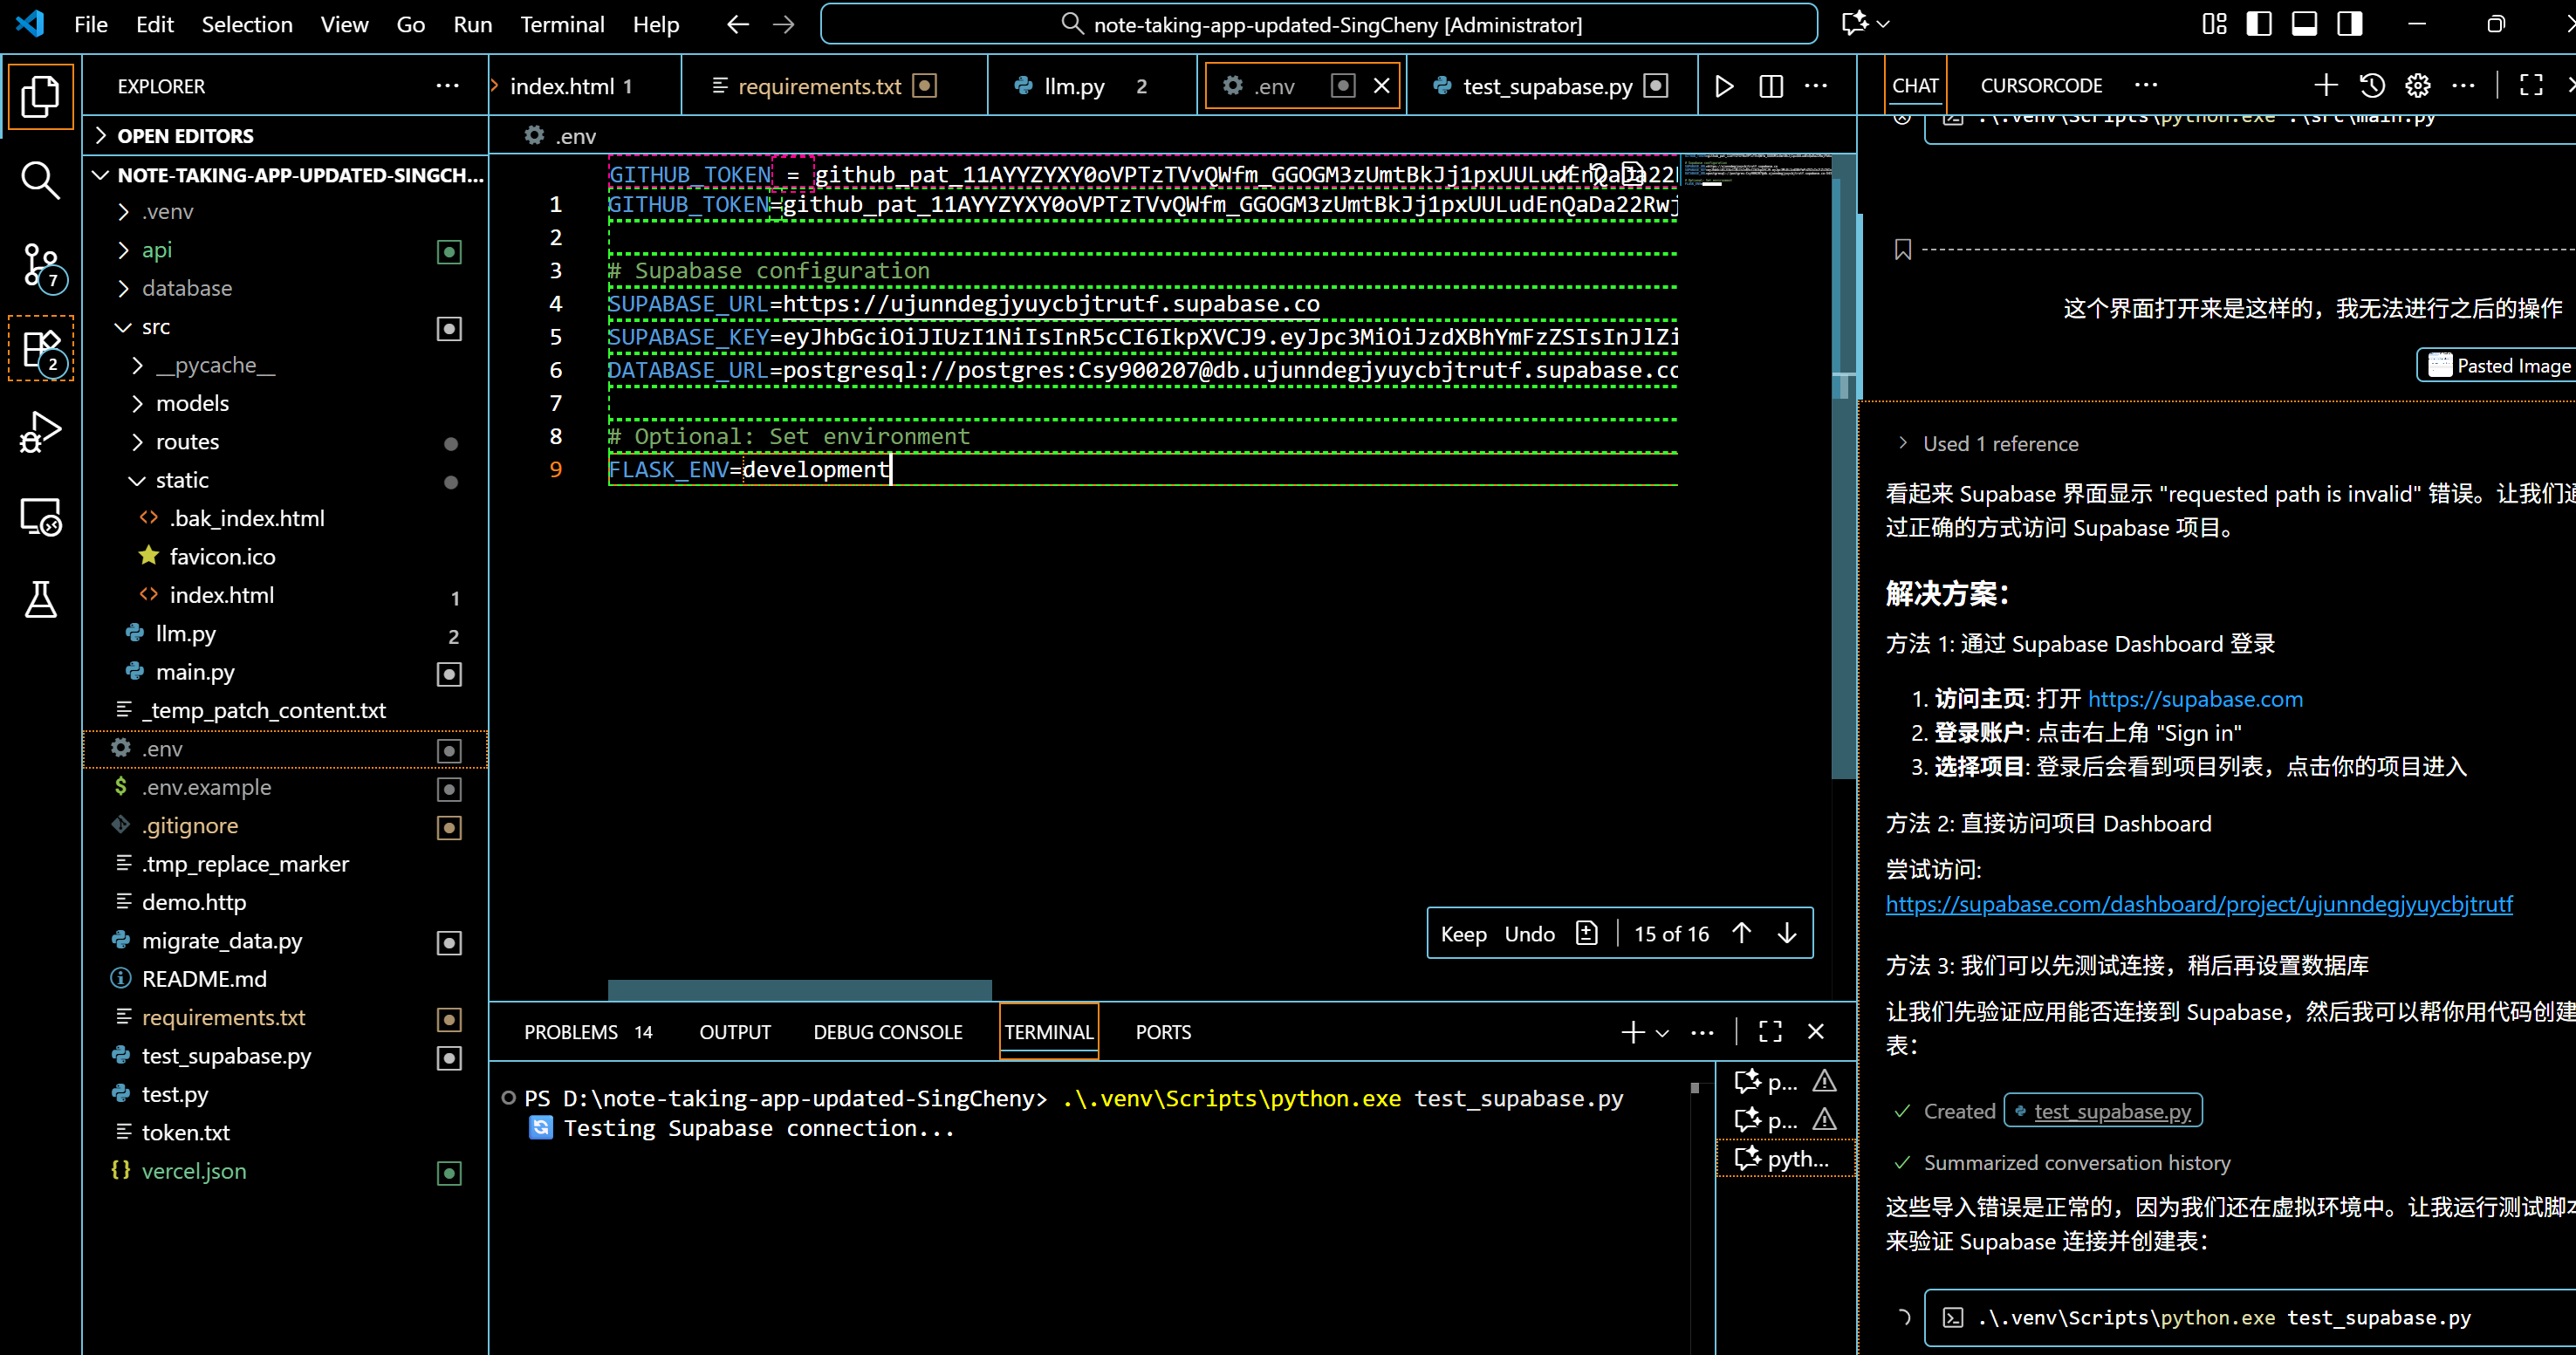 File Edit Selection View Go Run Terminal Help
note-taking-app-updated-SingCheny [Administrator]
EXPLORER
OPEN EDITORS
NOTE-TAKING-APP-UPDATED-SINGCH...
.venv
api
database
src
__pycache__
models
routes
static
.bak_index.html
favicon.ico
index.html 1
llm.py 2
main.py
_temp_patch_content.txt
.env
.env.example
.gitignore
.tmp_replace_marker
demo.http
migrate_data.py
README.md
requirements.txt
test_supabase.py
test.py
token.txt
vercel.json
7
2
index.html 1
requirements.txt
llm.py 2
.env
test_supabase.py
.env
GITHUB_TOKEN = [redacted]
1 GITHUB_TOKEN=[redacted]
2
3 # Supabase configuration
4 SUPABASE_URL=https://ujunndegjyuycbjtrutf.supabase.co
5 SUPABASE_KEY=[redacted]
6 DATABASE_URL=postgresql://postgres:[redacted]@db.ujunndegjyuycbjtrutf.supabase.co
7
8 # Optional: Set environment
9 FLASK_ENV=development
Keep Undo 15 of 16
PROBLEMS 14 OUTPUT DEBUG CONSOLE TERMINAL PORTS
PS D:\note-taking-app-updated-SingCheny> .\.venv\Scripts\python.exe test_supabase.py
Testing Supabase connection...
p...
p...
pyth...
CHAT CURSORCODE
.\.venv\Scripts\python.exe .\src\main.py
这个界面打开来是这样的，我无法进行之后的操作
Pasted Image
Used 1 reference
看起来 Supabase 界面显示 "requested path is invalid" 错误。让我们通
过正确的方式访问 Supabase 项目。
解决方案：
方法 1: 通过 Supabase Dashboard 登录
1. 访问主页: 打开 https://supabase.com
2. 登录账户: 点击右上角 "Sign in"
3. 选择项目: 登录后会看到项目列表，点击你的项目进入
方法 2: 直接访问项目 Dashboard
尝试访问:
https://supabase.com/dashboard/project/ujunndegjyuycbjtrutf
方法 3: 我们可以先测试连接，稍后再设置数据库
让我们先验证应用能否连接到 Supabase，然后我可以帮你用代码创建
表：
Created test_supabase.py
Summarized conversation history
这些导入错误是正常的，因为我们还在虚拟环境中。让我运行测试脚本
来验证 Supabase 连接并创建表：
.\.venv\Scripts\python.exe test_supabase.py